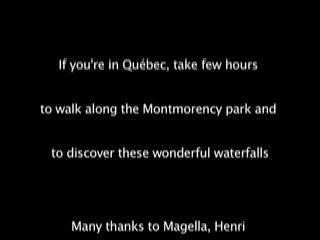 If you're in Québec, take few hours
to walk along the Montmorency park and
to discover these wonderful waterfalls
Many thanks to Magella, Henri